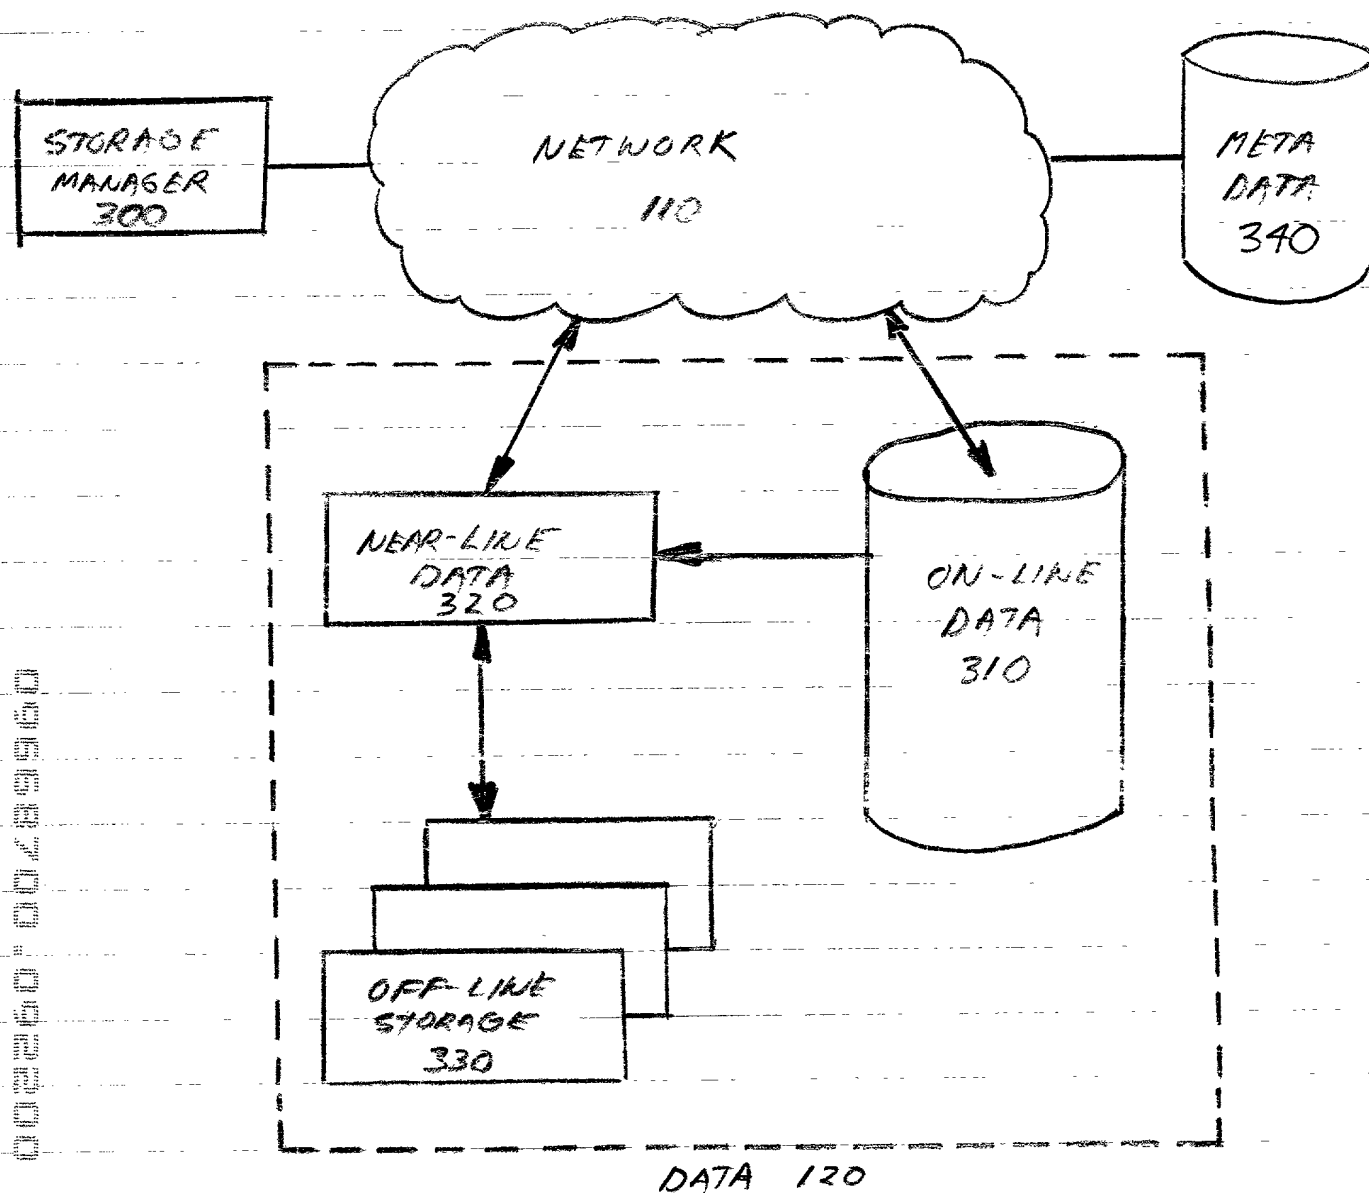 STORAGE
MANAGER
300
NETWORK
110
META
DATA
340
NEAR-LINE
DATA
320
ON-LINE
DATA
310
OFF-LINE
STORAGE
330
DATA 120